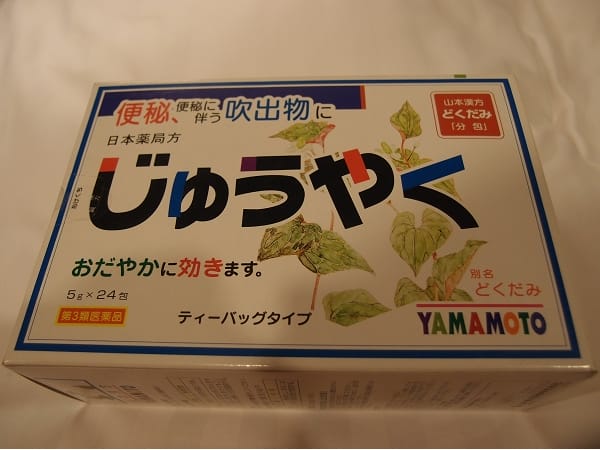 便秘、便秘に伴う吹出物に
日本薬局方
山本漢方
どくだみ
「分包」
じゅうやく
おだやかに効きます。
5g×24包
第3類医薬品
ティーバッグタイプ
別名
どくだみ
YAMAMOTO